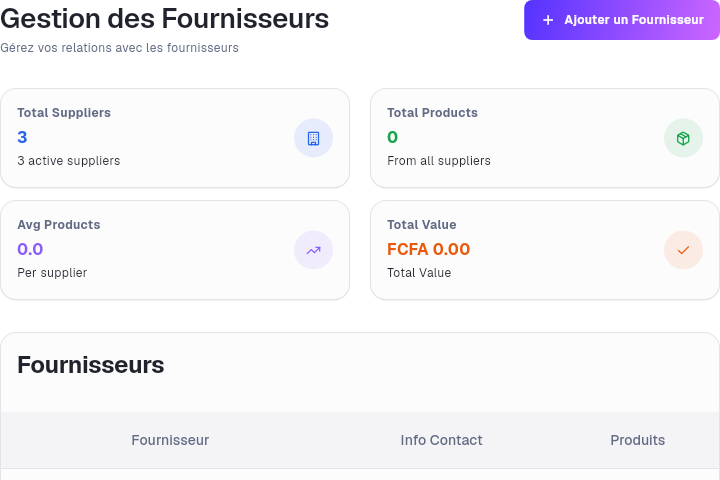 Gestion des Fournisseurs
Ajouter un Fournisseur
Gérez vos relations avec les fournisseurs
Total Suppliers
3
3 active suppliers
Total Products
0
From all suppliers
Avg Products
0.0
Per supplier
Total Value
FCFA 0.00
Total Value
Fournisseurs
Fournisseur Info Contact Produits